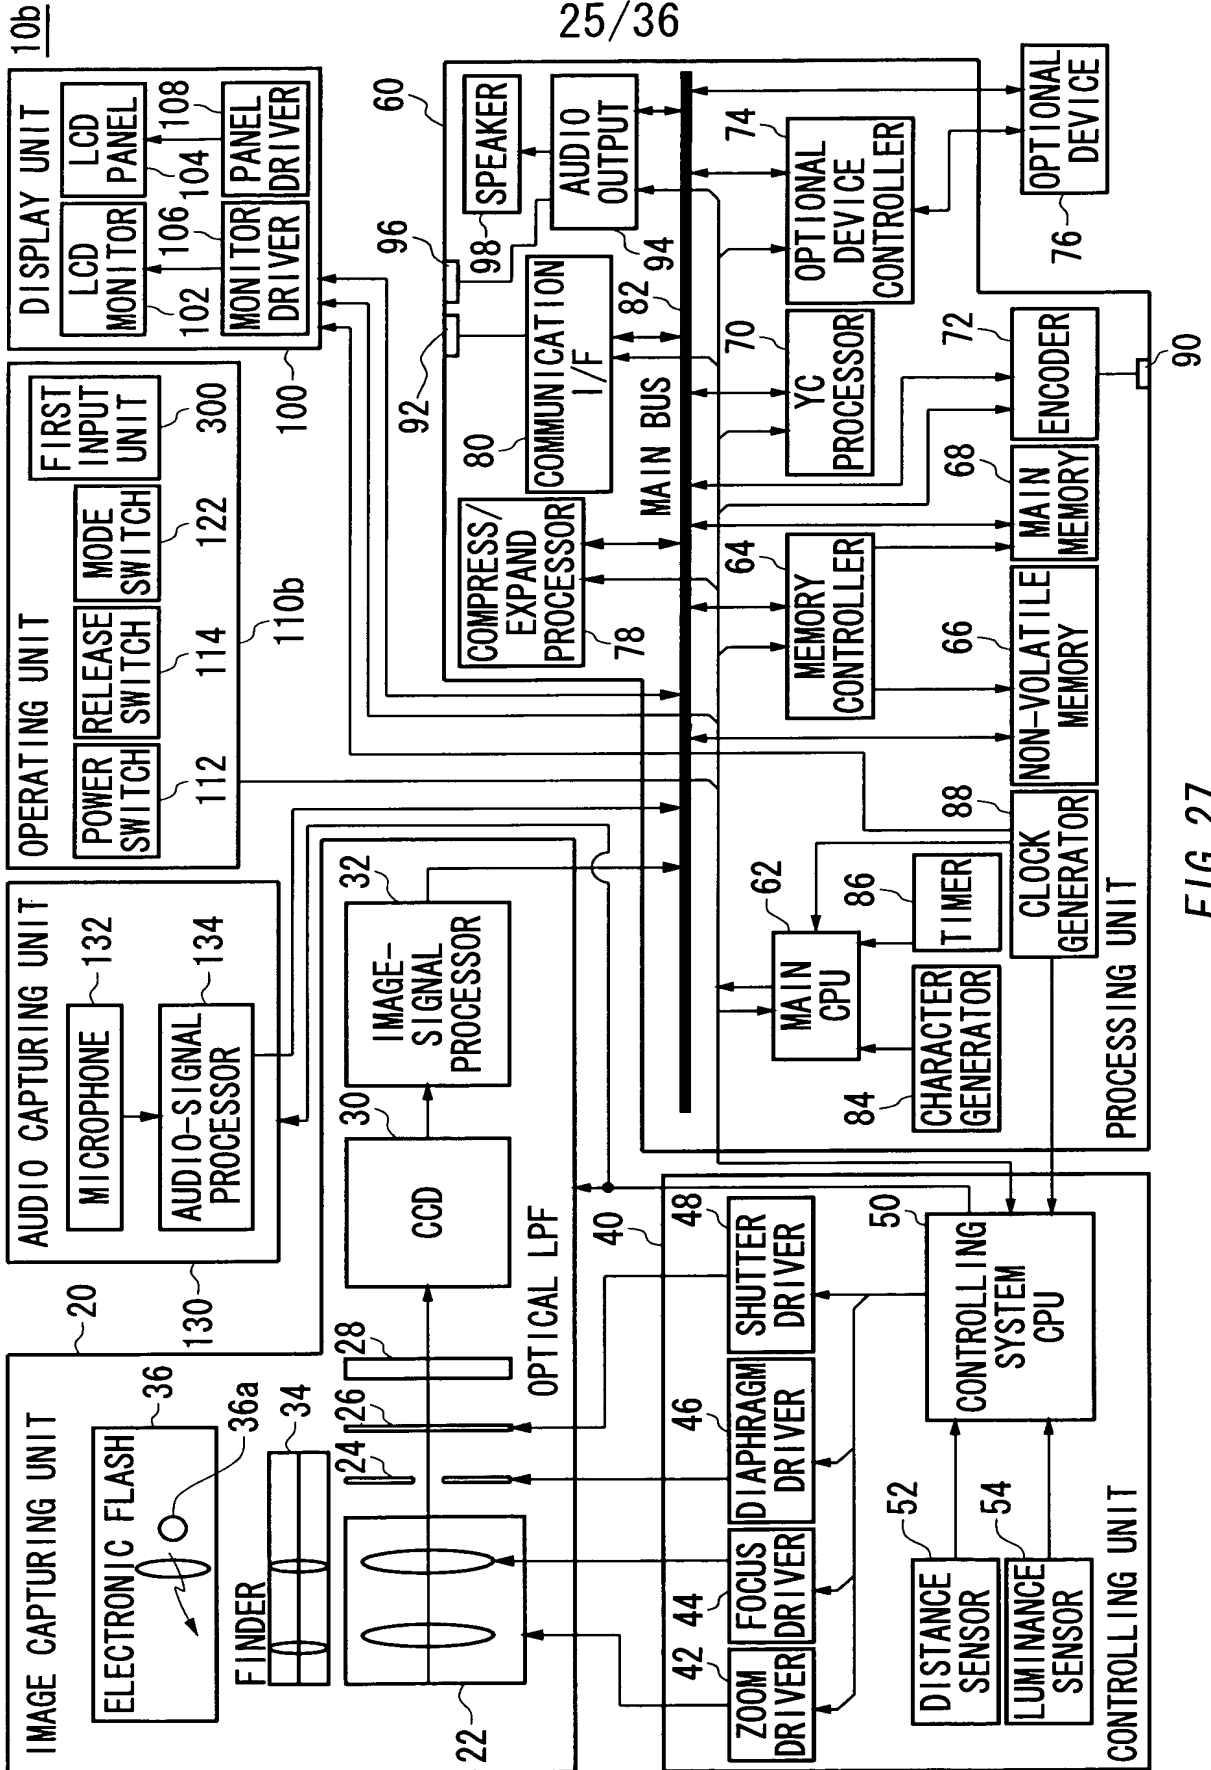 25/36
10b
IMAGE CAPTURING UNIT
20
ELECTRONIC FLASH
36
36a
FINDER
34
22
24
26
28
OPTICAL LPF
CCD
30
IMAGE-
SIGNAL
PROCESSOR
32
AUDIO CAPTURING UNIT
130
MICROPHONE
132
AUDIO-SIGNAL
PROCESSOR
134
OPERATING UNIT
110b
POWER
SWITCH
112
RELEASE
SWITCH
114
MODE
SWITCH
122
FIRST
INPUT
UNIT
300
DISPLAY UNIT
100
LCD
MONITOR
102
LCD
PANEL
104
MONITOR
DRIVER
106
PANEL
DRIVER
108
CONTROLLING UNIT
40
ZOOM
DRIVER
42
FOCUS
DRIVER
44
DIAPHRAGM
DRIVER
46
SHUTTER
DRIVER
48
CONTROLLING
SYSTEM
CPU
50
DISTANCE
SENSOR
52
LUMINANCE
SENSOR
54
PROCESSING UNIT
60
COMPRESS/
EXPAND
PROCESSOR
78
COMMUNICATION
I/F
80
92
96
SPEAKER
98
AUDIO
OUTPUT
94
MAIN BUS
82
MAIN
CPU
62
MEMORY
CONTROLLER
64
YC
PROCESSOR
70
OPTIONAL
DEVICE
CONTROLLER
74
CHARACTER
GENERATOR
84
TIMER
86
CLOCK
GENERATOR
88
NON-VOLATILE
MEMORY
66
MAIN
MEMORY
68
ENCODER
72
90
OPTIONAL
DEVICE
76
FIG. 27